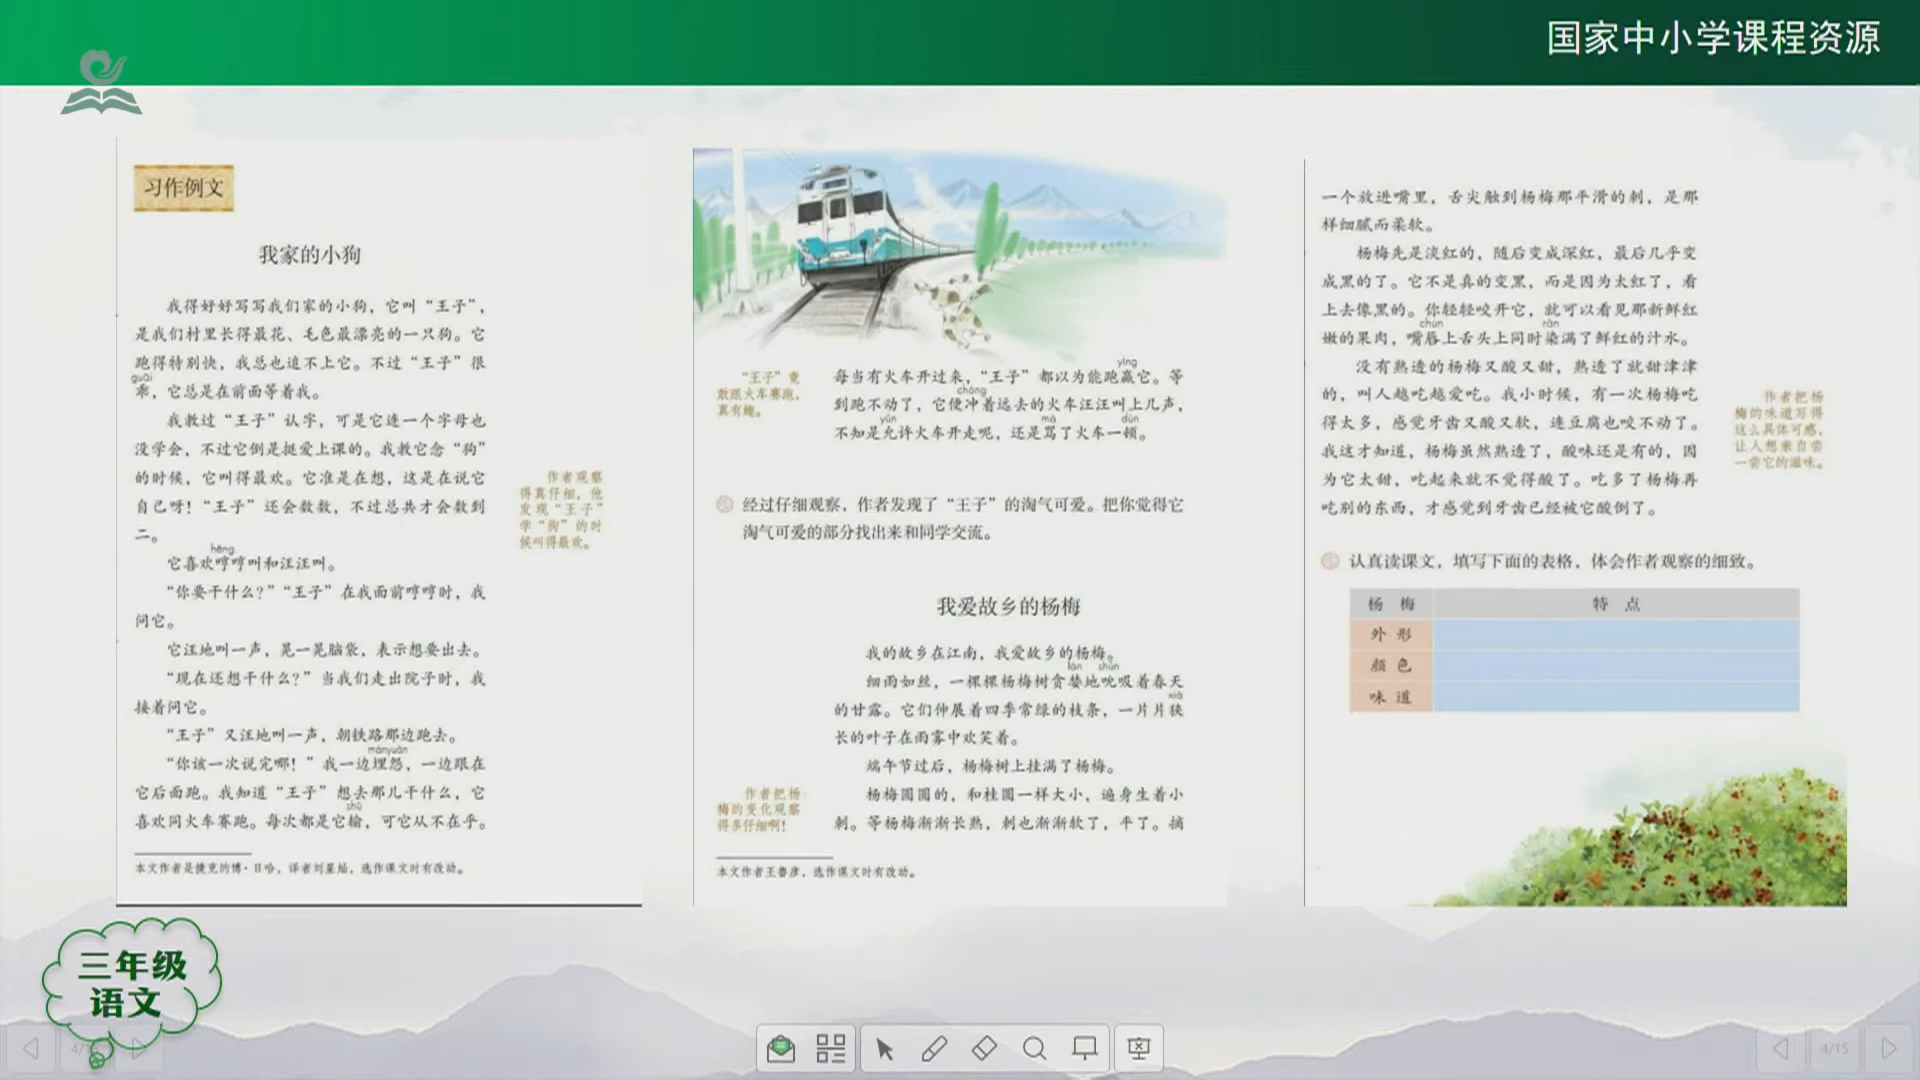 国家中小学课程资源
习作例文
我家的小狗
我得好好写写我们家的小狗，它叫“王子”，
是我们村里长得最花、毛色最漂亮的一只狗。它
跑得特别快，我总也追不上它。不过“王子”很
guāi
乖，它总是在前面等着我。
我教过“王子”认字，可是它连一个字母也
没学会，不过它倒是挺爱上课的。我教它念“狗”
的时候，它叫得最欢。它准是在想，这是在说它
自己呀！“王子”还会数数，不过总共才会数到
二。
hēng
它喜欢哼哼叫和汪汪叫。
“你要干什么？”“王子”在我面前哼哼时，我
问它。
它汪地叫一声，晃一晃脑袋，表示想要出去。
“现在还想干什么？”当我们走出院子时，我
接着问它。
“王子”又汪地叫一声，朝铁路那边跑去。
mányuàn
“你该一次说完哪！”我一边埋怨，一边跟在
它后面跑。我知道“王子”想去那儿干什么，它
shū
喜欢同火车赛跑。每次都是它输，可它从不在乎。
作者观察
得真仔细，他
发现“王子”
学“狗”的时
候叫得最欢。
本文作者是捷克的博·日哈，译者刘星灿，选作课文时有改动。
“王子”竟
敢跟火车赛跑，
真有趣。
yíng
每当有火车开过来，“王子”都以为能跑赢它。等
chòng
到跑不动了，它便冲着远去的火车汪汪叫上几声，
yǔn mà dùn
不知是允许火车开走呢，还是骂了火车一顿。
经过仔细观察，作者发现了“王子”的淘气可爱。把你觉得它
淘气可爱的部分找出来和同学交流。
我爱故乡的杨梅
我的故乡在江南，我爱故乡的杨梅。
lán shǔn
细雨如丝，一棵棵杨梅树贪婪地吮吸着春天
xiá
的甘露。它们伸展着四季常绿的枝条，一片片狭
长的叶子在雨雾中欢笑着。
端午节过后，杨梅树上挂满了杨梅。
杨梅圆圆的，和桂圆一样大小，遍身生着小
刺。等杨梅渐渐长熟，刺也渐渐软了，平了。摘
作者把杨
梅的变化观察
得多仔细啊！
本文作者王鲁彦，选作课文时有改动。
一个放进嘴里，舌尖触到杨梅那平滑的刺，是那
样细腻而柔软。
杨梅先是淡红的，随后变成深红，最后几乎变
成黑的了。它不是真的变黑，而是因为太红了，看
上去像黑的。你轻轻咬开它，就可以看见那新鲜红
chún rǎn
嫩的果肉，嘴唇上舌头上同时染满了鲜红的汁水。
没有熟透的杨梅又酸又甜，熟透了就甜津津
的，叫人越吃越爱吃。我小时候，有一次杨梅吃
得太多，感觉牙齿又酸又软，连豆腐也咬不动了。
我这才知道，杨梅虽然熟透了，酸味还是有的，因
为它太甜，吃起来就不觉得酸了。吃多了杨梅再
吃别的东西，才感觉到牙齿已经被它酸倒了。
作者把杨
梅的味道写得
这么具体可感，
让人想亲自尝
一尝它的滋味。
认真读课文，填写下面的表格，体会作者观察的细致。
杨 梅 特 点
外 形
颜 色
味 道
三年级
语文
4/15